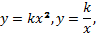 y = kx², y = k/x,